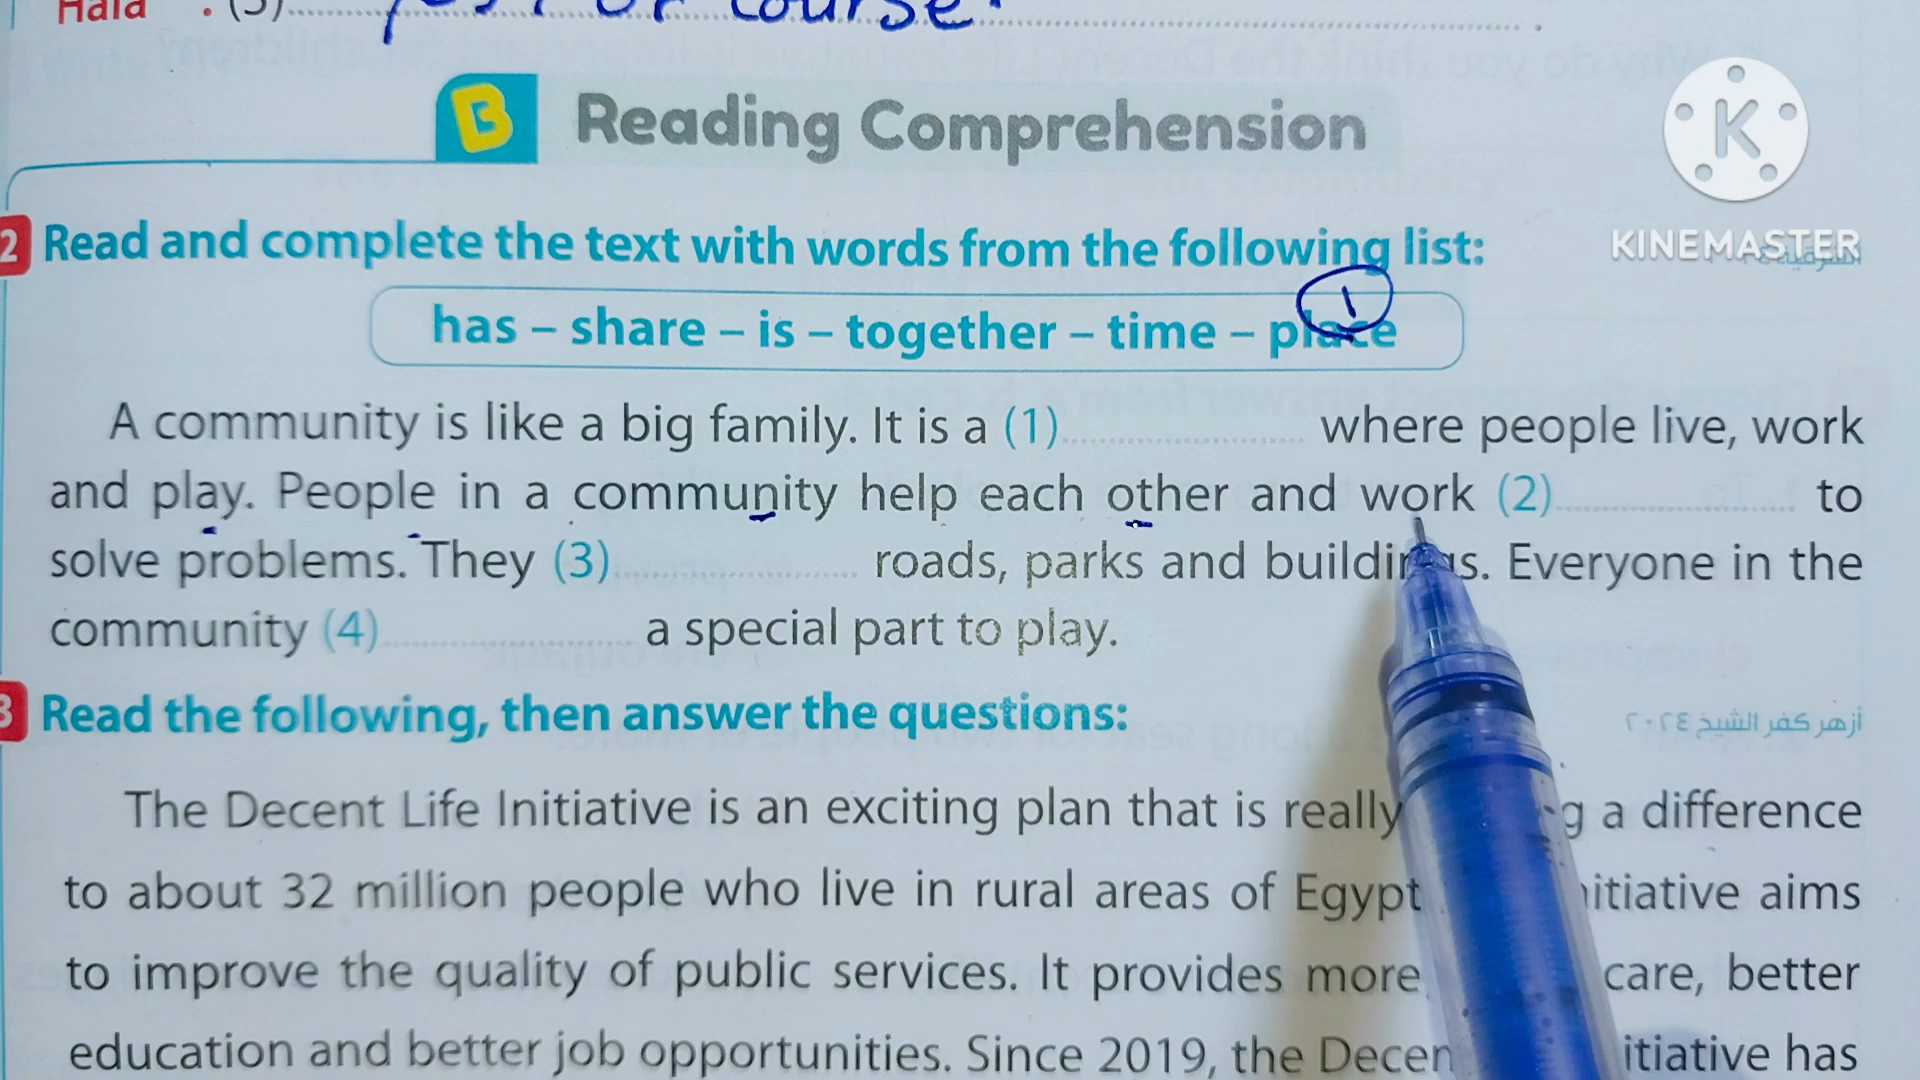 Hala . (5) yes, of course.
B Reading Comprehension
K
KINEMASTER
2 Read and complete the text with words from the following list:
1
has – share – is – together – time – place
A community is like a big family. It is a (1) where people live, work
and play. People in a community help each other and work (2) to
solve problems. They (3) roads, parks and buildings. Everyone in the
community (4) a special part to play.
3 Read the following, then answer the questions:
أزهر كفر الشيخ ٢٠٢٤
The Decent Life Initiative is an exciting plan that is really a difference
to about 32 million people who live in rural areas of Egypt aims
to improve the quality of public services. It provides more care, better
education and better job opportunities. Since 2019, the has